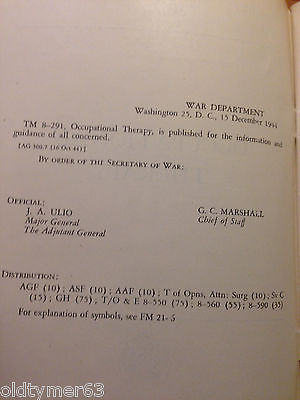 WAR DEPARTMENT
Washington 25, D. C., 15 December 1944
TM 8-291, Occupational Therapy, is published for the information and
guidance of all concerned.
[AG 300.7 (16 Oct 44)]
BY ORDER OF THE SECRETARY OF WAR:
OFFICIAL:
J. A. ULIO
Major General
The Adjutant General
G. C. MARSHALL
Chief of Staff
DISTRIBUTION:
AGF (10); ASF (10); AAF (10); T of Opns, Attn: Surg (10); Sv C
(15); GH (75); T/O & E 8-550 (75); 8-560 (55); 8-590 (35)
For explanation of symbols, see FM 21-6
oldtymer63